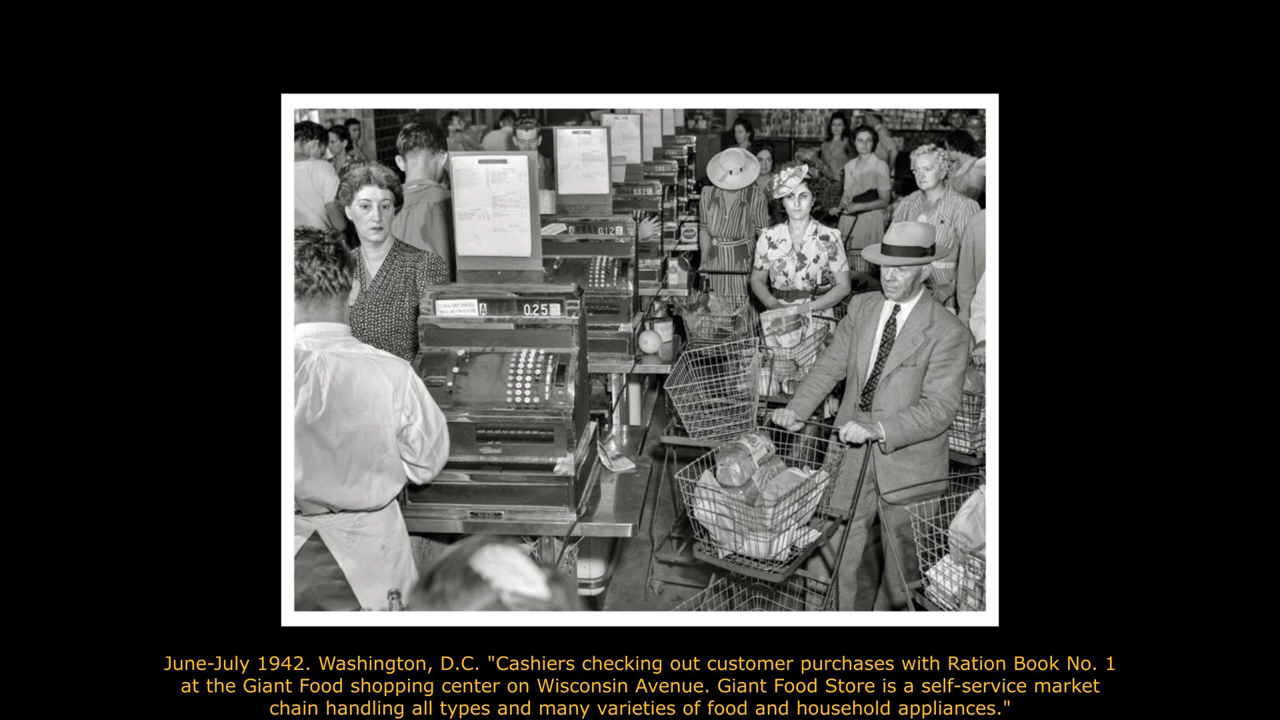 A 0.12
A 0.25
June-July 1942. Washington, D.C. "Cashiers checking out customer purchases with Ration Book No. 1
at the Giant Food shopping center on Wisconsin Avenue. Giant Food Store is a self-service market
chain handling all types and many varieties of food and household appliances."